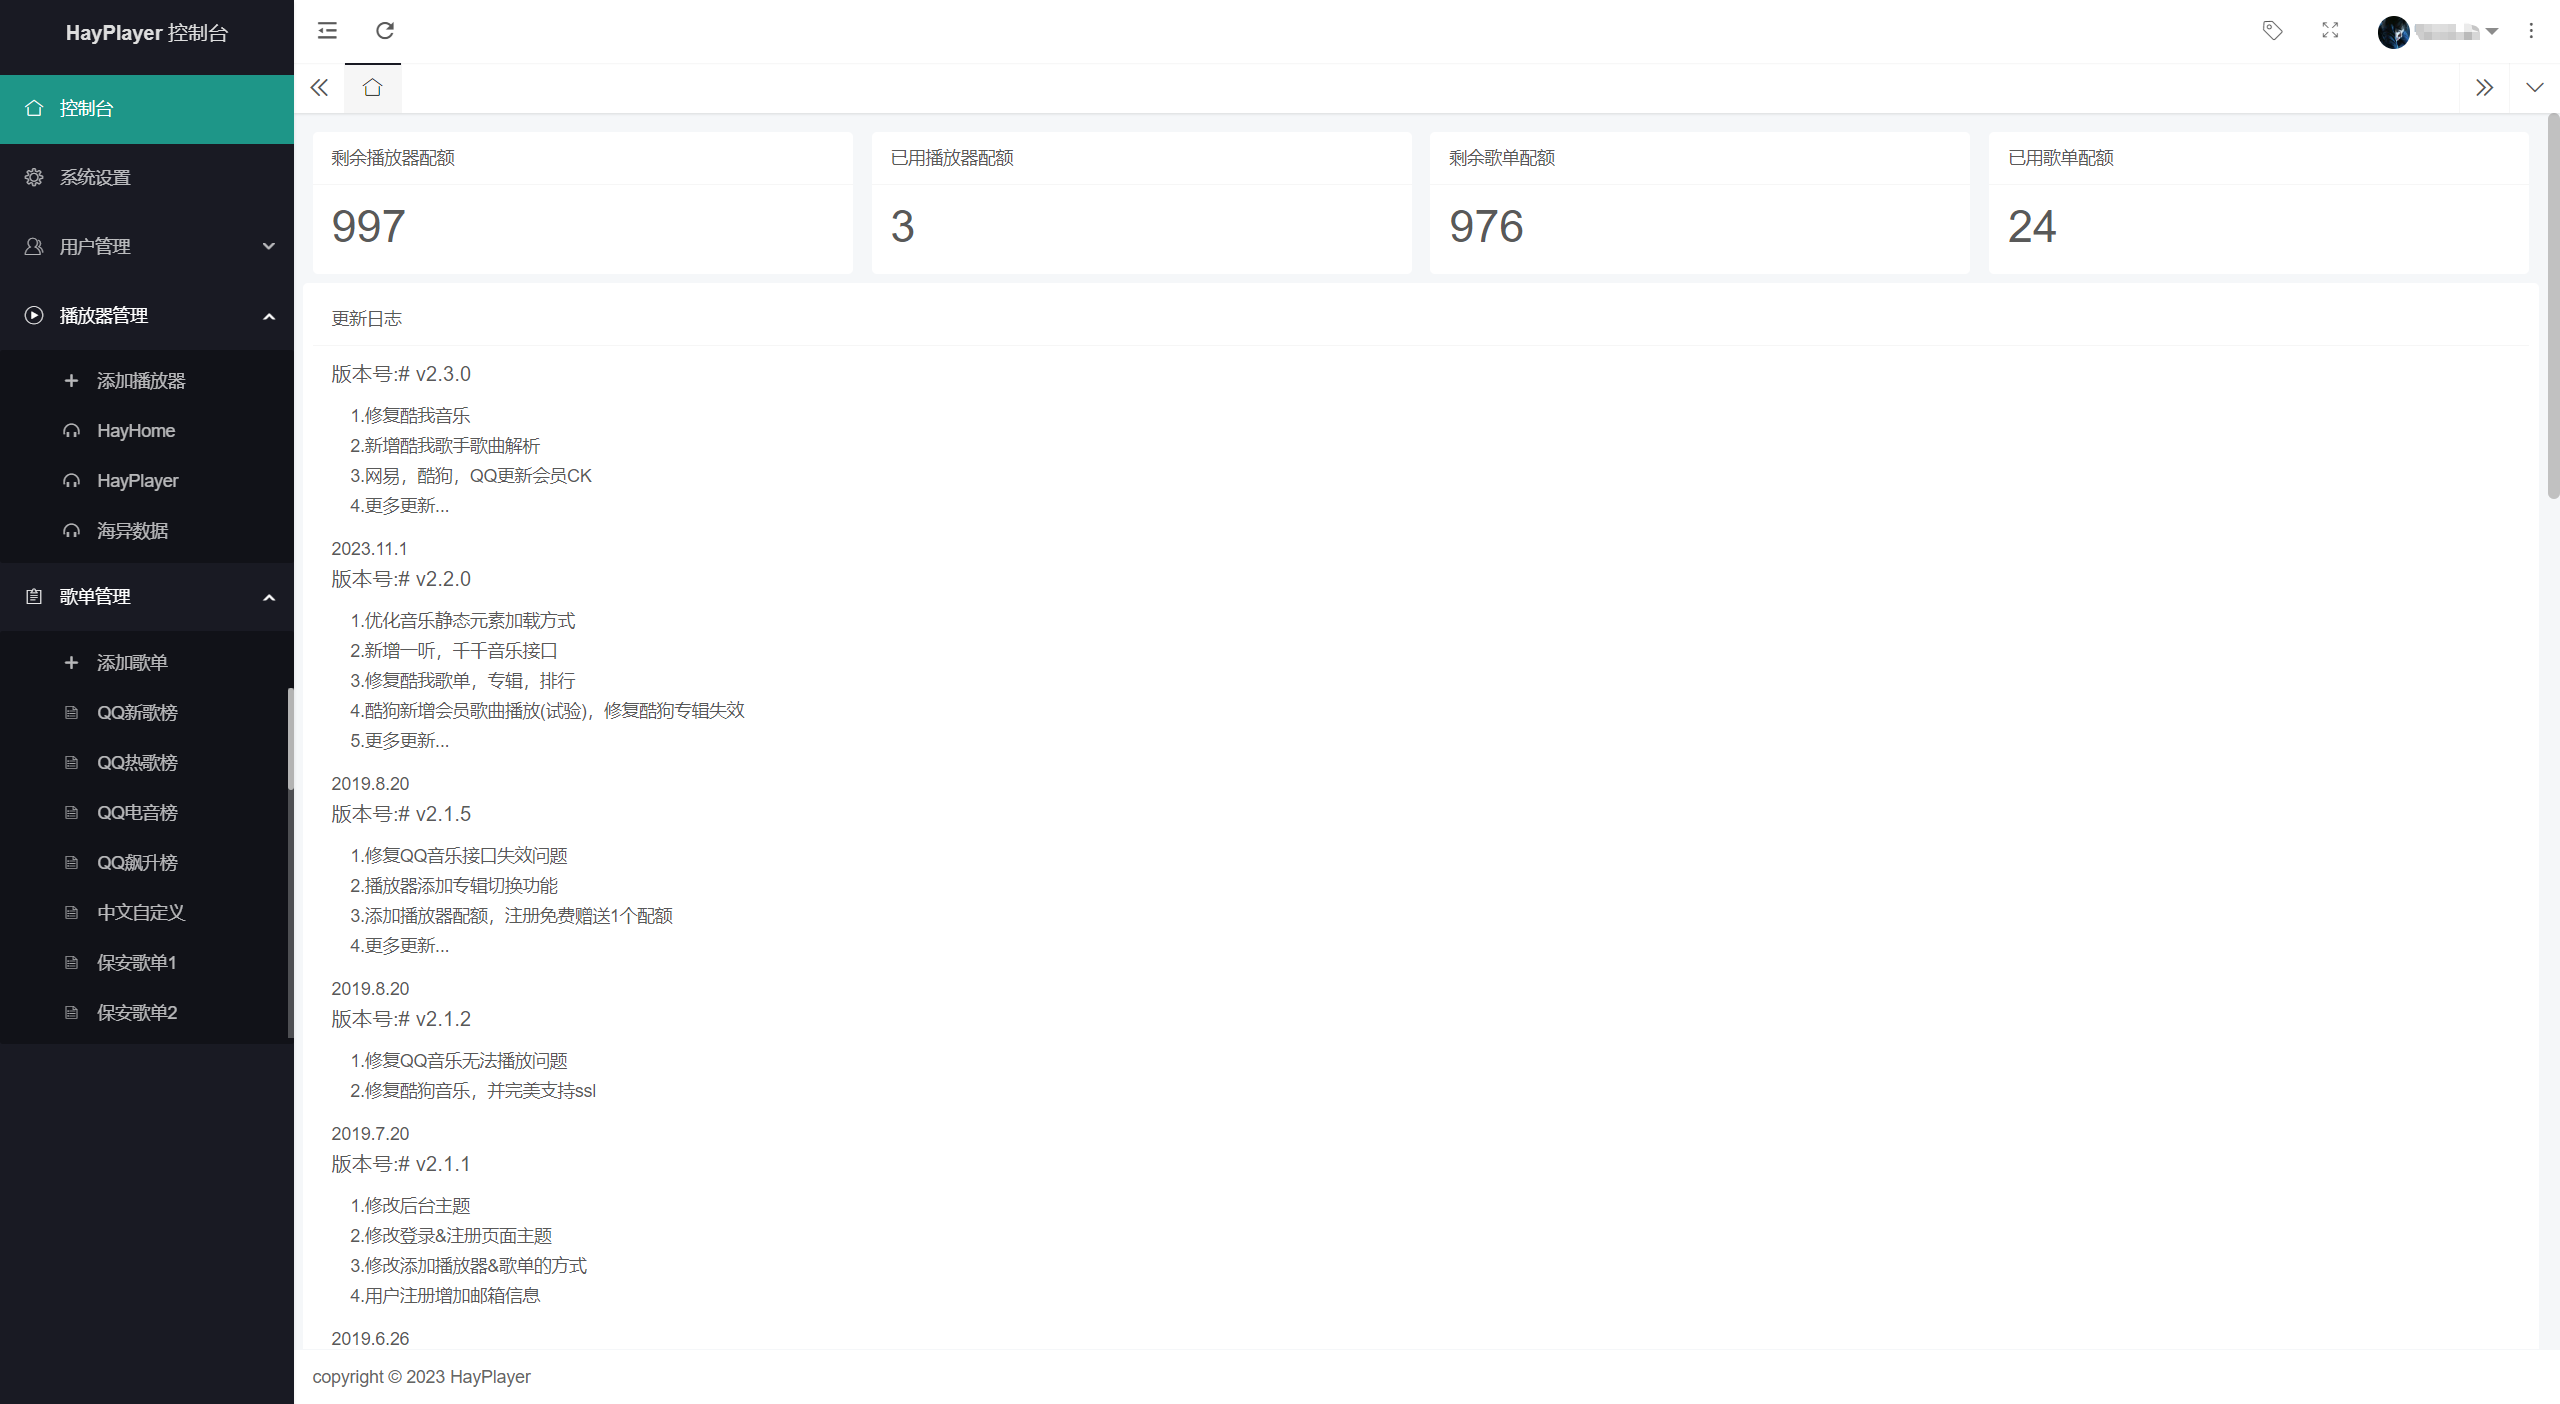 HayPlayer 控制台
控制台
系统设置
用户管理
播放器管理
添加播放器
HayHome
HayPlayer
海异数据
歌单管理
添加歌单
QQ新歌榜
QQ热歌榜
QQ电音榜
QQ飙升榜
中文自定义
保安歌单1
保安歌单2
剩余播放器配额
997
已用播放器配额
3
剩余歌单配额
976
已用歌单配额
24
更新日志
版本号:# v2.3.0
1.修复酷我音乐
2.新增酷我歌手歌曲解析
3.网易，酷狗，QQ更新会员CK
4.更多更新...
2023.11.1
版本号:# v2.2.0
1.优化音乐静态元素加载方式
2.新增一听，千千音乐接口
3.修复酷我歌单，专辑，排行
4.酷狗新增会员歌曲播放(试验)，修复酷狗专辑失效
5.更多更新...
2019.8.20
版本号:# v2.1.5
1.修复QQ音乐接口失效问题
2.播放器添加专辑切换功能
3.添加播放器配额，注册免费赠送1个配额
4.更多更新...
2019.8.20
版本号:# v2.1.2
1.修复QQ音乐无法播放问题
2.修复酷狗音乐，并完美支持ssl
2019.7.20
版本号:# v2.1.1
1.修改后台主题
2.修改登录&注册页面主题
3.修改添加播放器&歌单的方式
4.用户注册增加邮箱信息
2019.6.26
copyright © 2023 HayPlayer